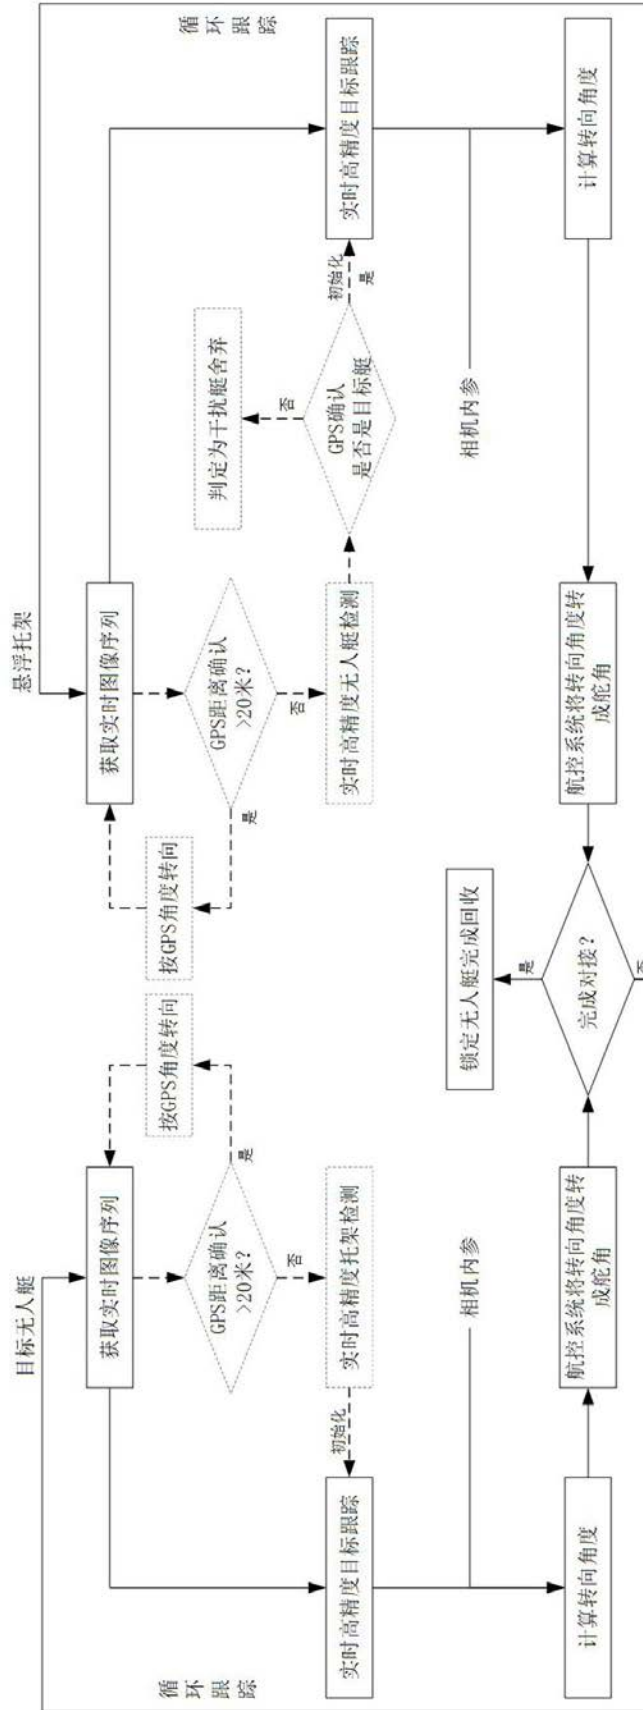 目标无人艇
悬浮托架
循环跟踪
循环跟踪
获取实时图像序列
获取实时图像序列
按GPS角度转向
按GPS角度转向
GPS距离确认
>20米?
GPS距离确认
>20米?
是
是
否
否
判定为干扰艇舍弃
否
实时高精度目标跟踪
初始化
实时高精度托架检测
实时高精度无人艇检测
GPS确认
是否是目标艇
初始化
是
实时高精度目标跟踪
相机内参
相机内参
锁定无人艇完成回收
是
计算转向角度
航控系统将转向角度转
成舵角
完成对接?
航控系统将转向角度转
成舵角
计算转向角度
否